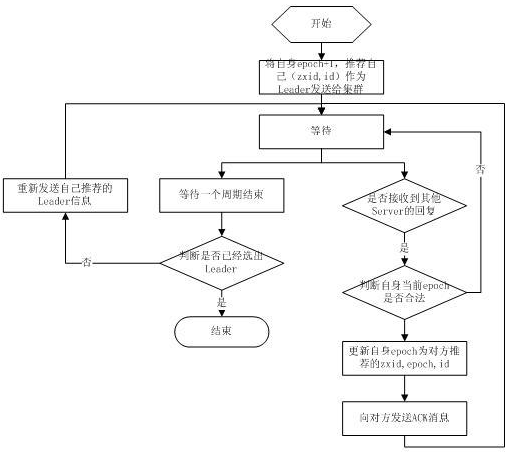 开始
将自身epoch+1，推荐自
己（zxid,id）作为
Leader发送给集群
等待
否
重新发送自己推荐的
Leader信息
等待一个周期结束
是否接收到其他
Server的回复
是
否
判断是否已经选出
Leader
判断自身当前epoch
是否合法
是
结束
更新自身epoch为对方推
荐的zxid,epoch,id
向对方发送ACK消息